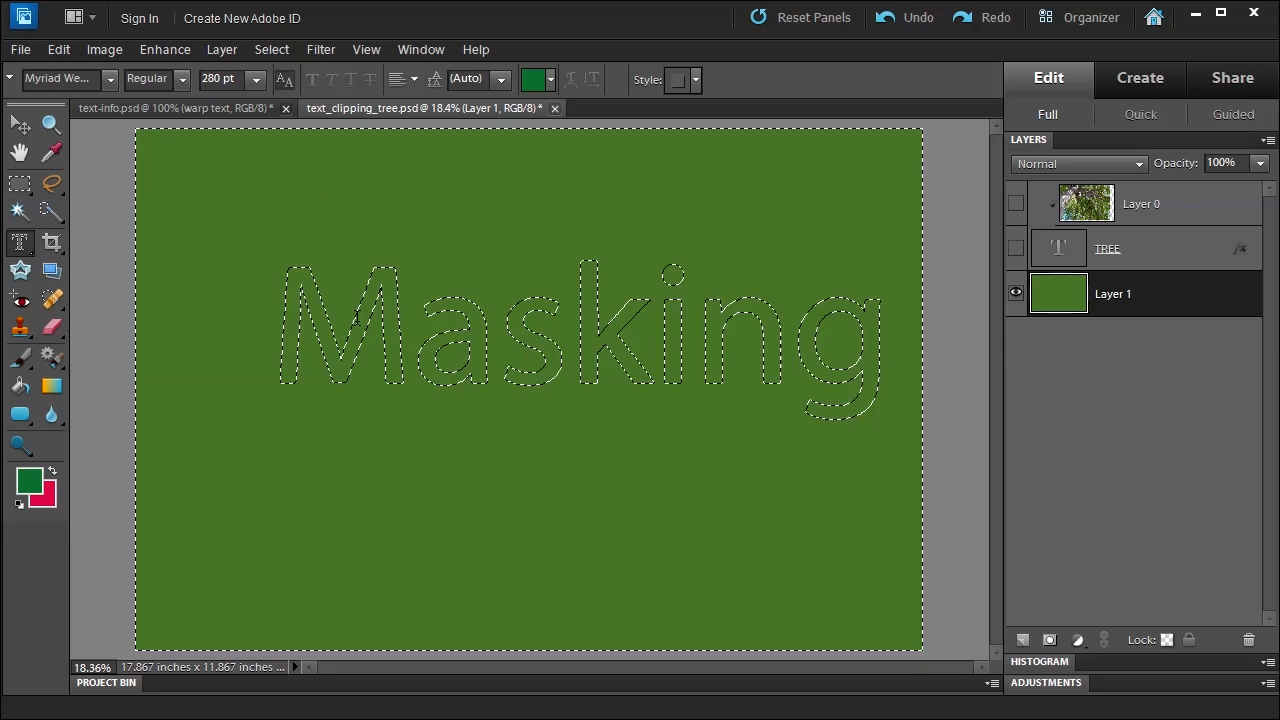 Sign In Create New Adobe ID Reset Panels Undo Redo Organizer
File Edit Image Enhance Layer Select Filter View Window Help
Myriad We... Regular 280 pt (Auto) Style: Edit Create Share
text-info.psd @ 100% (warp text, RGB/8) * text_clipping_tree.psd @ 18.4% (Layer 1, RGB/8) * Full Quick Guided
LAYERS
Normal Opacity: 100%
Layer 0
T TREE fx
Layer 1
Masking
Lock:
18.36% 17.867 inches x 11.867 inches ... HISTOGRAM
PROJECT BIN ADJUSTMENTS